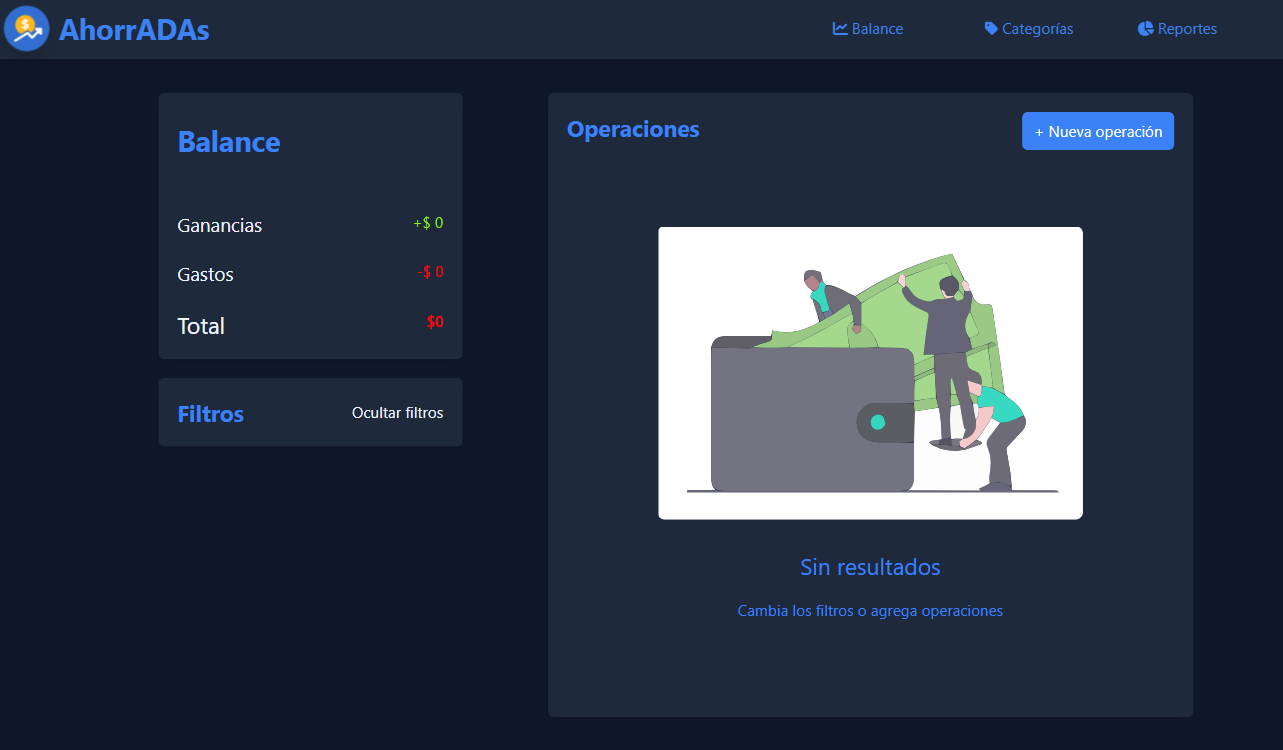 AhorrADAs
Balance
Categorías
Reportes
Balance
Ganancias +$ 0
Gastos -$ 0
Total $0
Filtros Ocultar filtros
Operaciones
+ Nueva operación
Sin resultados
Cambia los filtros o agrega operaciones